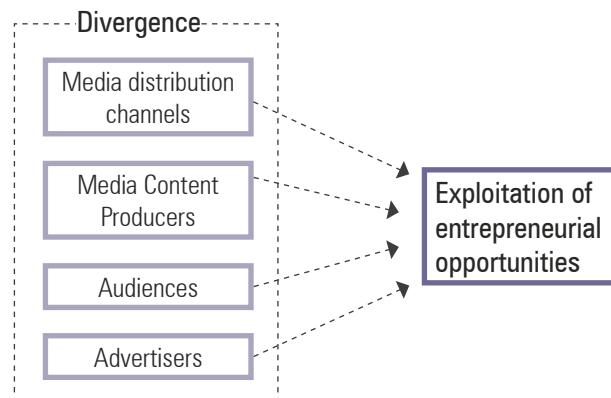 Divergence
Media distribution
channels
Media Content
Producers
Audiences
Advertisers
Exploitation of
entrepreneurial
opportunities